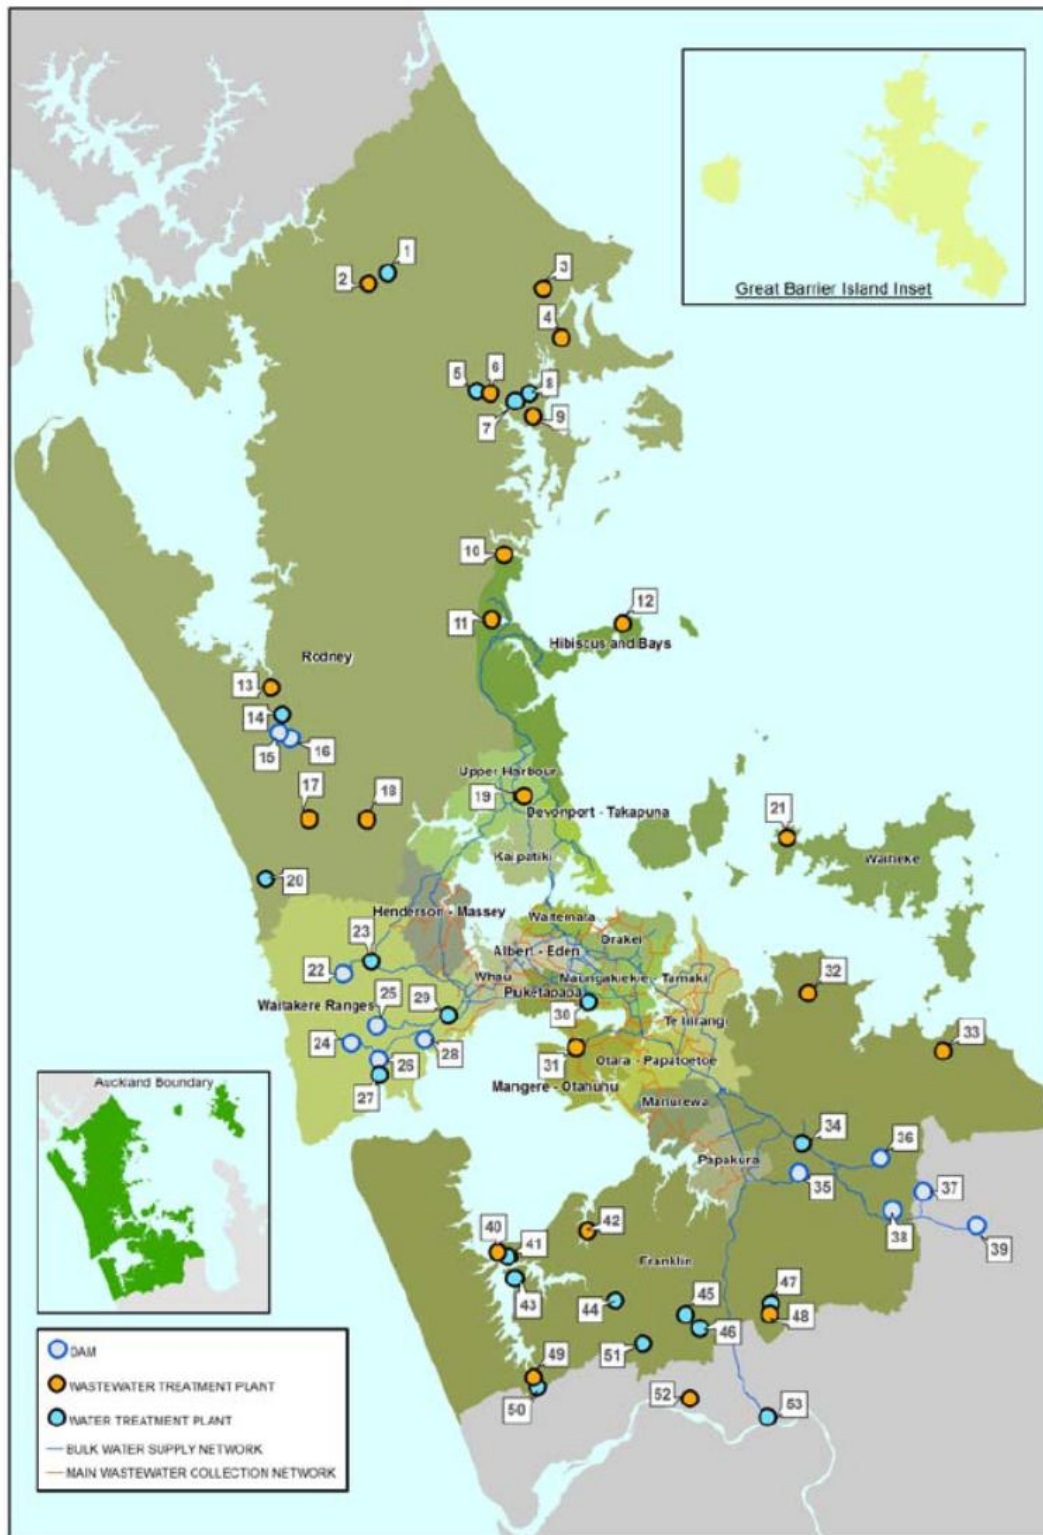 Great Barrier Island Inset
1
2
3
4
5
6
7
8
9
10
11
12
Hibiscus and Bays
Rodney
13
14
15
16
Upper Harbour
17
18
19
Devonport - Takapuna
21
Kaipatiki
Waiheke
20
Henderson - Massey
Waitemata
Orakei
23
Albert - Eden
22
Whau
Maungakiekie - Tamaki
32
Puketapapa
Waitakere Ranges
25
29
30
Te Irirangi
24
28
26
31
33
Otara - Papatoetoe
Auckland Boundary
27
Mangere - Otahuhu
Manurewa
34
36
Papakura
35
37
38
39
40
41
42
Franklin
43
44
45
46
47
48
DAM
49
51
WASTEWATER TREATMENT PLANT
50
52
53
WATER TREATMENT PLANT
BULK WATER SUPPLY NETWORK
MAIN WASTEWATER COLLECTION NETWORK